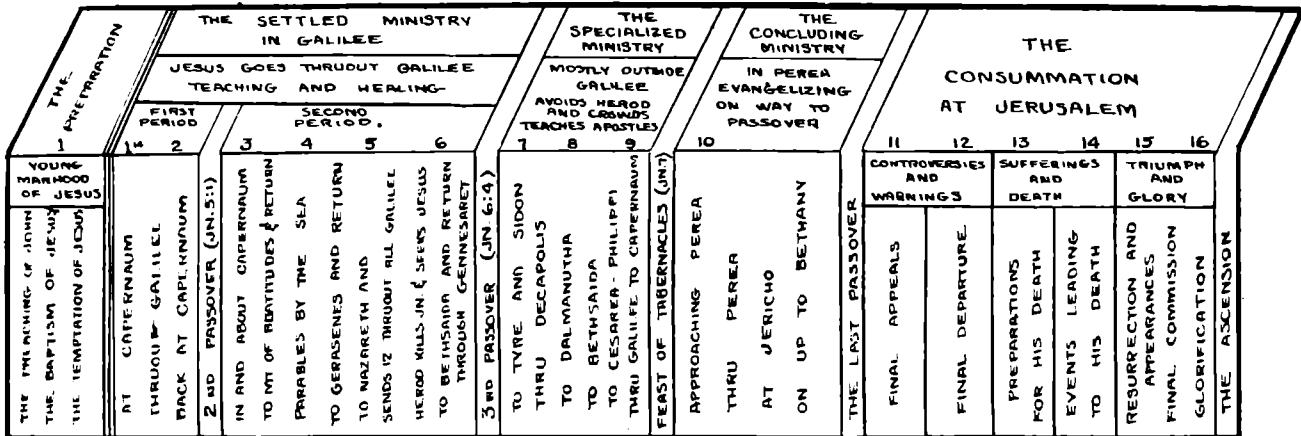 THE
PREPARATION
THE SETTLED MINISTRY
IN GALILEE
JESUS GOES THRUOUT GALILEE
TEACHING AND HEALING
FIRST
PERIOD
SECOND
PERIOD.
THE
SPECIALIZED
MINISTRY
MOSTLY OUTSIDE
GALILEE
AVOIDS HEROD
AND CROWDS
TEACHES APOSTLES
THE
CONCLUDING
MINISTRY
IN PEREA
EVANGELIZING
ON WAY TO
PASSOVER
THE
CONSUMMATION
AT JERUSALEM
1 1 2 3 4 5 6 7 8 9 10 11 12 13 14 15 16
YOUNG
MANHOOD
OF JESUS
THE PREACHING OF JOHN
THE BAPTISM OF JESUS
THE TEMPTATION OF JESUS
AT CAPERNAUM
THRUOUT GALILEE
BACK AT CAPERNAUM
2ND PASSOVER (JN.5:1)
IN AND ABOUT CAPERNAUM
TO MT OF BEATITUDES & RETURN
PARABLES BY THE SEA
TO GERASENES AND RETURN
TO NAZARETH AND
SENDS 12 THRUOUT ALL GALILEE
HEROD KILLS JN. & SEEKS JESUS
TO BETHSAIDA AND RETURN
THROUGH GENNESARET
3RD PASSOVER (JN. 6:4)
TO TYRE AND SIDON
THRU DECAPOLIS
TO DALMANUTHA
TO BETHSAIDA
TO CESAREA-PHILIPPI
THRU GALILEE TO CAPERNAUM
FEAST OF TABERNACLES (JN.7)
APPROACHING PEREA
THRU PEREA
AT JERICHO
ON UP TO BETHANY
THE LAST PASSOVER
CONTROVERSIES
AND
WARNINGS
FINAL APPEALS
FINAL DEPARTURE
SUFFERINGS
AND
DEATH
PREPARATIONS
FOR HIS DEATH
EVENTS LEADING
TO HIS DEATH
TRIUMPH
AND
GLORY
RESURRECTION AND
APPEARANCES
FINAL COMMISSION
GLORIFICATION
THE ASCENSION